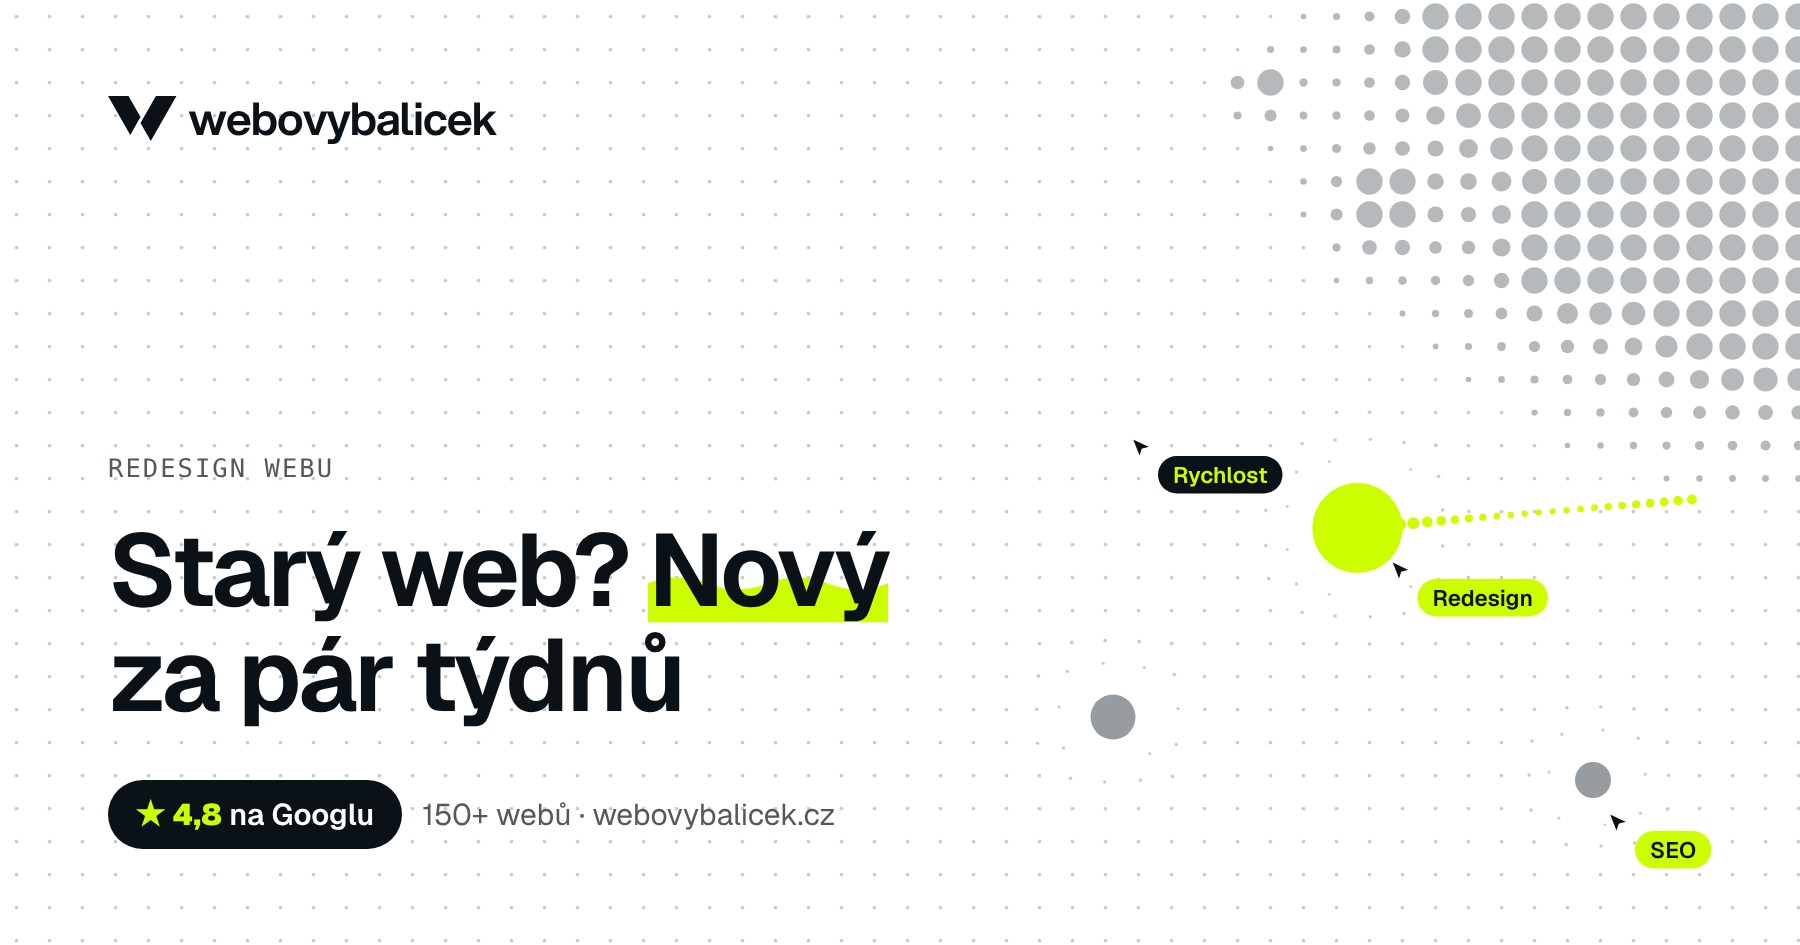 webovybalicek
REDESIGN WEBU
Starý web? Nový
za pár týdnů
★ 4,8 na Googlu
150+ webů · webovybalicek.cz
Rychlost
Redesign
SEO